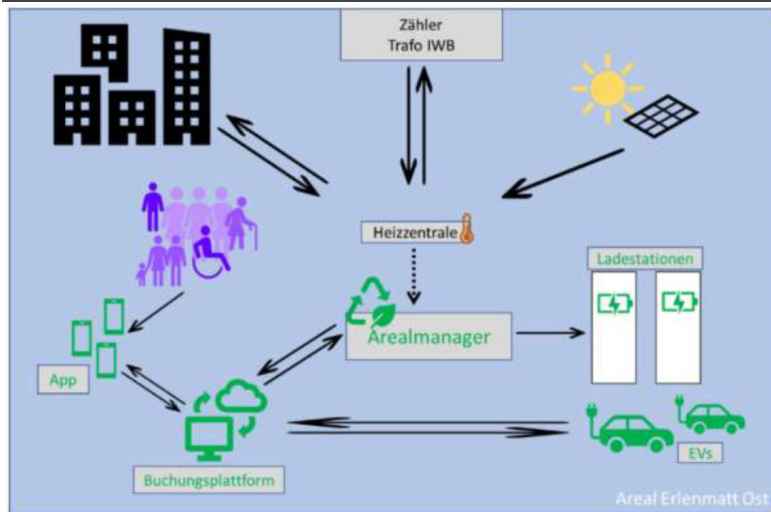 Zähler
Trafo IWB
Heizzentrale
Ladestationen
Arealmanager
App
EVs
Buchungsplattform
Areal Erlenmatt Ost